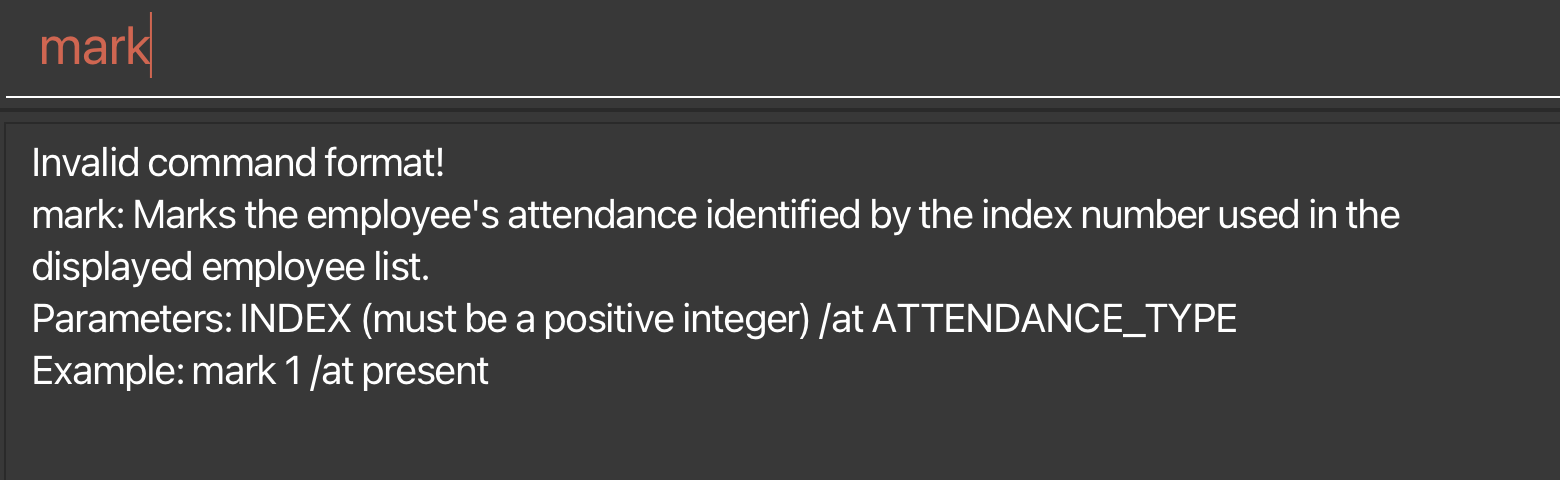 mark
Invalid command format!
mark: Marks the employee's attendance identified by the index number used in the
displayed employee list.
Parameters: INDEX (must be a positive integer) /at ATTENDANCE_TYPE
Example: mark 1 /at present